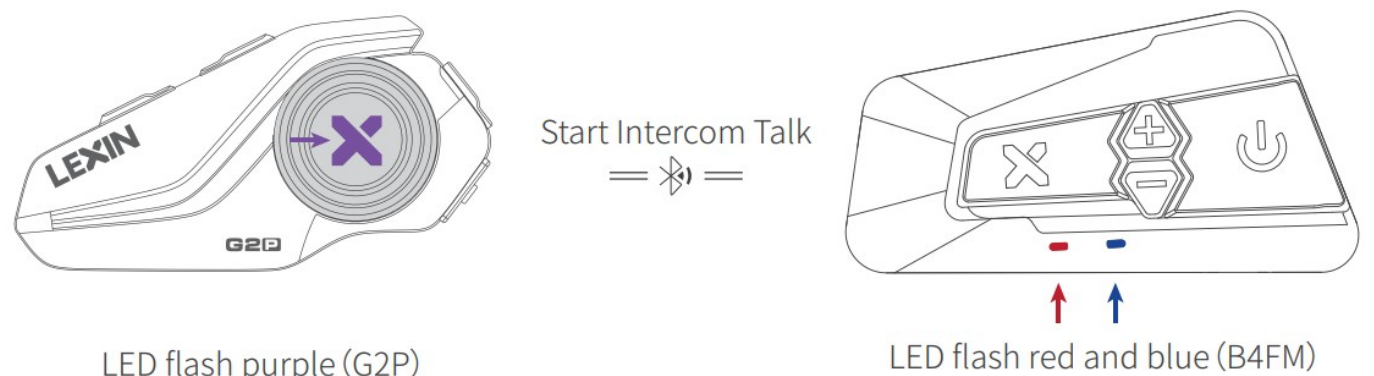 LEXIN
G2P
Start Intercom Talk
LED flash purple (G2P)
LED flash red and blue (B4FM)